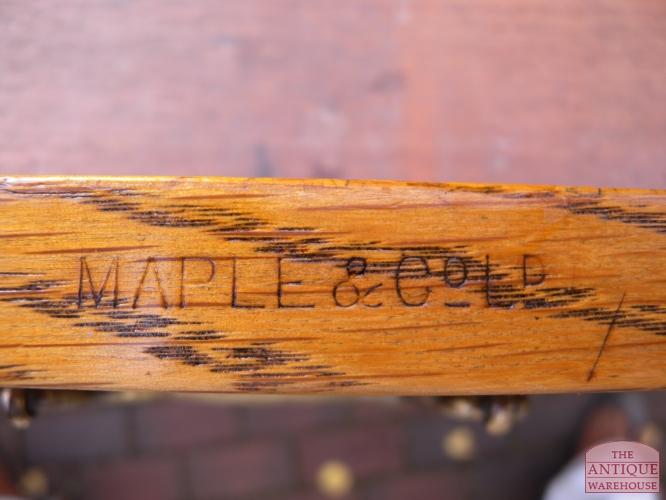 MAPLE & Cº Lᴰ
THE
ANTIQUE
WAREHOUSE